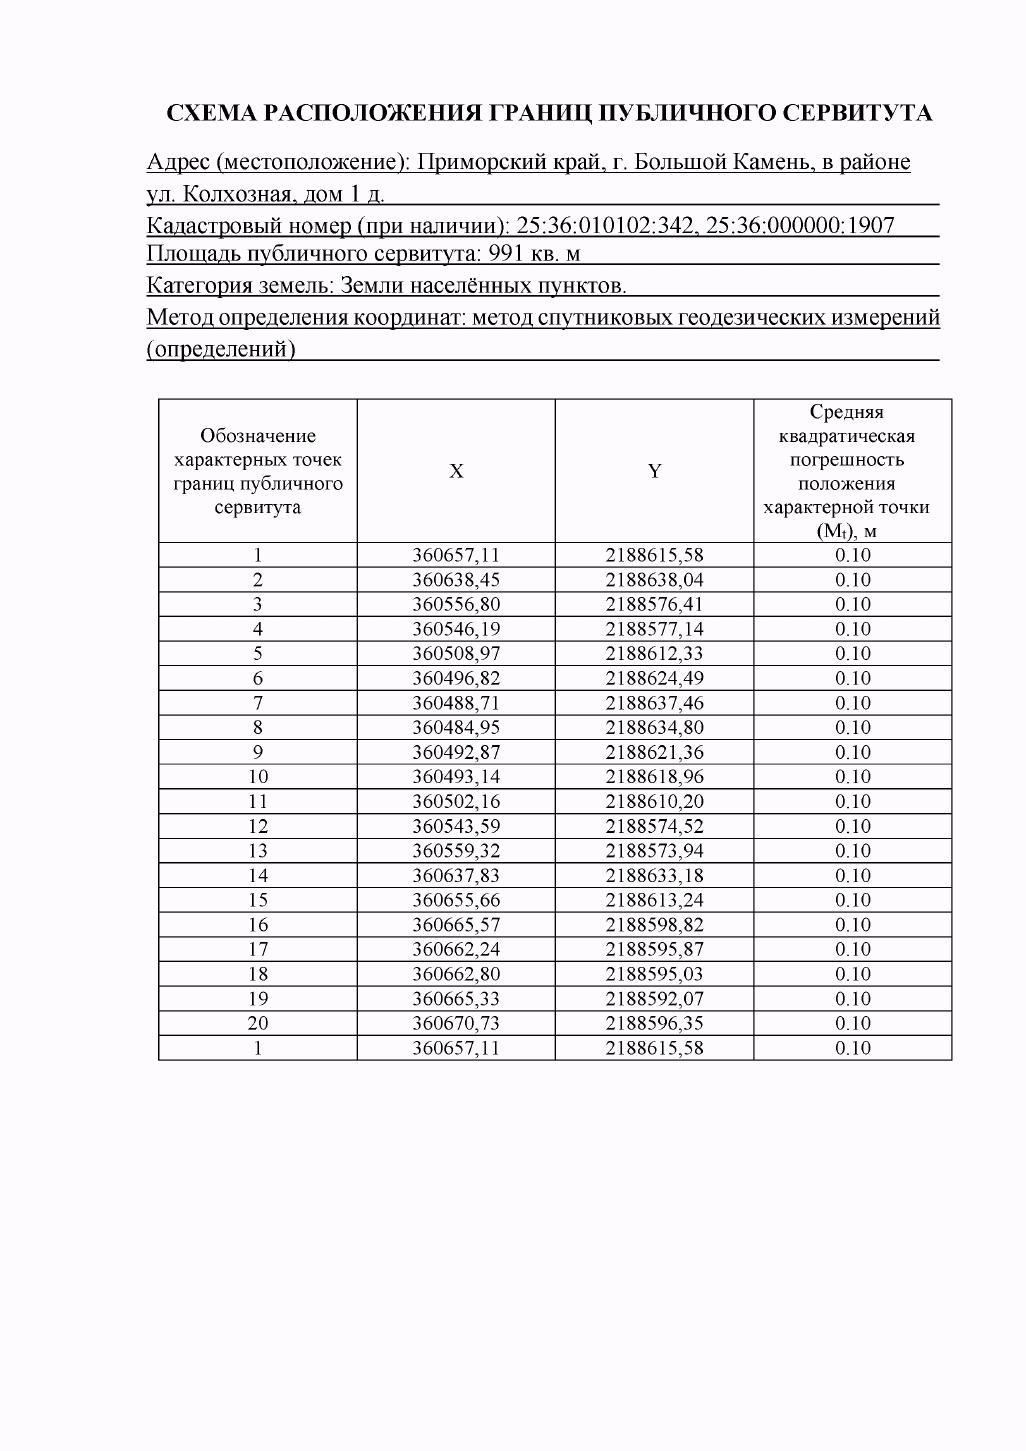 СХЕМА РАСПОЛОЖЕНИЯ ГРАНИЦ ПУБЛИЧНОГО СЕРВИТУТА
Адрес (местоположение): Приморский край, г. Большой Камень, в районе
ул. Колхозная, дом 1 д.
Кадастровый номер (при наличии): 25:36:010102:342, 25:36:000000:1907
Площадь публичного сервитута: 991 кв. м
Категория земель: Земли населённых пунктов.
Метод определения координат: метод спутниковых геодезических измерений
(определений)
Обозначение
характерных точек
границ публичного
сервитута
X
Y
Средняя
квадратическая
погрешность
положения
характерной точки
(Mt), м
1 360657,11 2188615,58 0.10
2 360638,45 2188638,04 0.10
3 360556,80 2188576,41 0.10
4 360546,19 2188577,14 0.10
5 360508,97 2188612,33 0.10
6 360496,82 2188624,49 0.10
7 360488,71 2188637,46 0.10
8 360484,95 2188634,80 0.10
9 360492,87 2188621,36 0.10
10 360493,14 2188618,96 0.10
11 360502,16 2188610,20 0.10
12 360543,59 2188574,52 0.10
13 360559,32 2188573,94 0.10
14 360637,83 2188633,18 0.10
15 360655,66 2188613,24 0.10
16 360665,57 2188598,82 0.10
17 360662,24 2188595,87 0.10
18 360662,80 2188595,03 0.10
19 360665,33 2188592,07 0.10
20 360670,73 2188596,35 0.10
1 360657,11 2188615,58 0.10